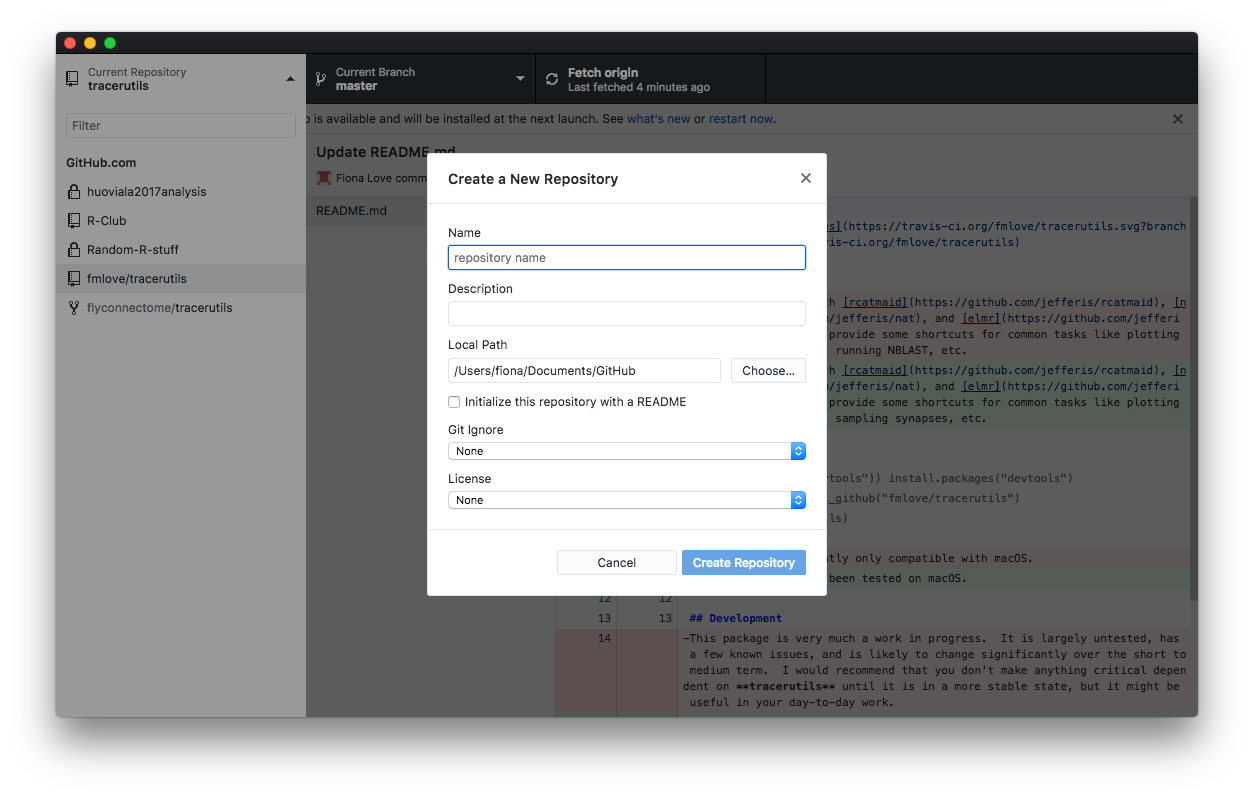 Current Repository
tracerutils
Current Branch
master
Fetch origin
Last fetched 4 minutes ago
Filter
GitHub.com
huoviala2017analysis
R-Club
Random-R-stuff
fmlove/tracerutils
flyconnectome/tracerutils
is available and will be installed at the next launch. See what's new or restart now.
Update README.md
Fiona Love comm
README.md
Create a New Repository
Name
repository name
Description
Local Path
/Users/fiona/Documents/GitHub
Choose...
Initialize this repository with a README
Git Ignore
None
License
None
Cancel
Create Repository
s](https://travis-ci.org/fmlove/tracerutils.svg?branch
is-ci.org/fmlove/tracerutils)
h [rcatmaid](https://github.com/jefferis/rcatmaid), [n
/jefferis/nat), and [elmr](https://github.com/jefferi
provide some shortcuts for common tasks like plotting
running NBLAST, etc.
h [rcatmaid](https://github.com/jefferis/rcatmaid), [n
/jefferis/nat), and [elmr](https://github.com/jefferi
provide some shortcuts for common tasks like plotting
sampling synapses, etc.
tools")) install.packages("devtools")
_github("fmlove/tracerutils")
ls)
tly only compatible with macOS.
been tested on macOS.
12 12
13 13 ## Development
14 -This package is very much a work in progress.  It is largely untested, has
a few known issues, and is likely to change significantly over the short to
medium term.  I would recommend that you don't make anything critical depen
dent on **tracerutils** until it is in a more stable state, but it might be
useful in your day-to-day work.